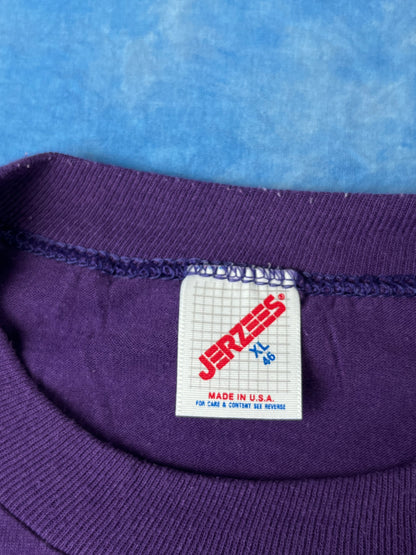 JERZEES®
XL
46
MADE IN U.S.A.
FOR CARE & CONTENT SEE REVERSE